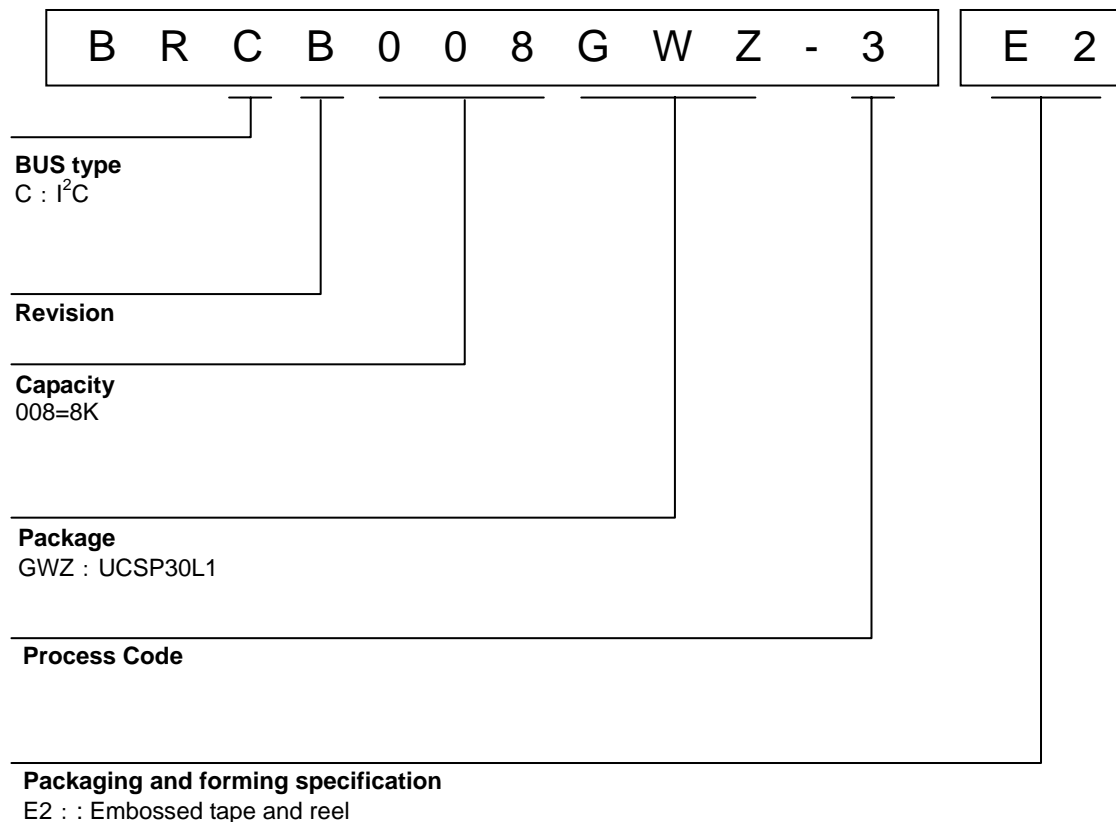 B R C B 0 0 8 G W Z - 3 E 2
BUS type
C : I²C
Revision
Capacity
008=8K
Package
GWZ : UCSP30L1
Process Code
Packaging and forming specification
E2 : : Embossed tape and reel